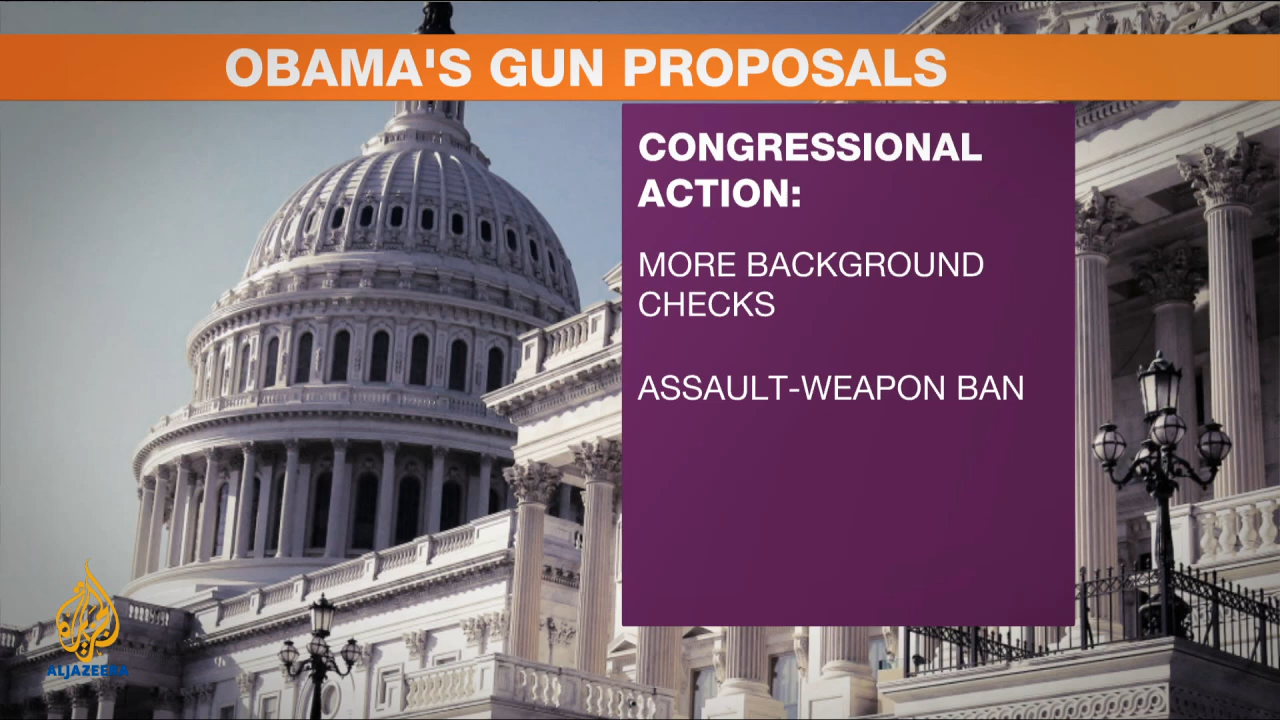 OBAMA'S GUN PROPOSALS
CONGRESSIONAL
ACTION:
MORE BACKGROUND
CHECKS
ASSAULT-WEAPON BAN
ALJAZEERA